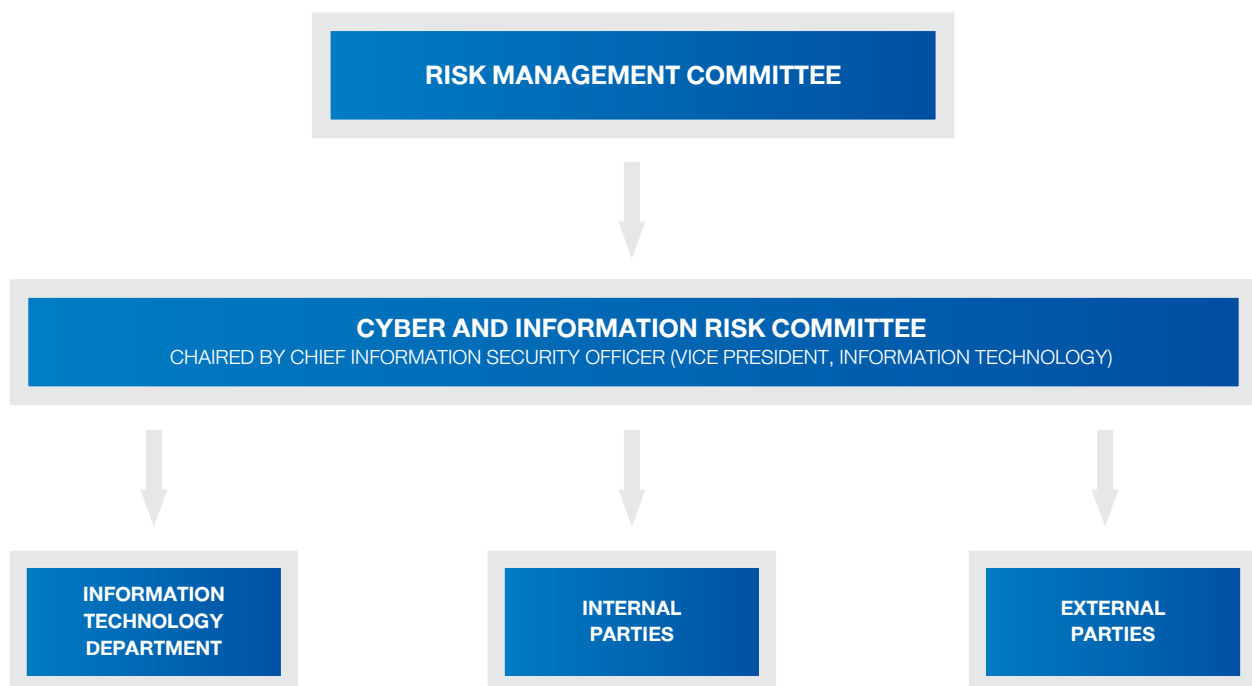 RISK MANAGEMENT COMMITTEE
CYBER AND INFORMATION RISK COMMITTEE
CHAIRED BY CHIEF INFORMATION SECURITY OFFICER (VICE PRESIDENT, INFORMATION TECHNOLOGY)
INFORMATION
TECHNOLOGY
DEPARTMENT
INTERNAL
PARTIES
EXTERNAL
PARTIES